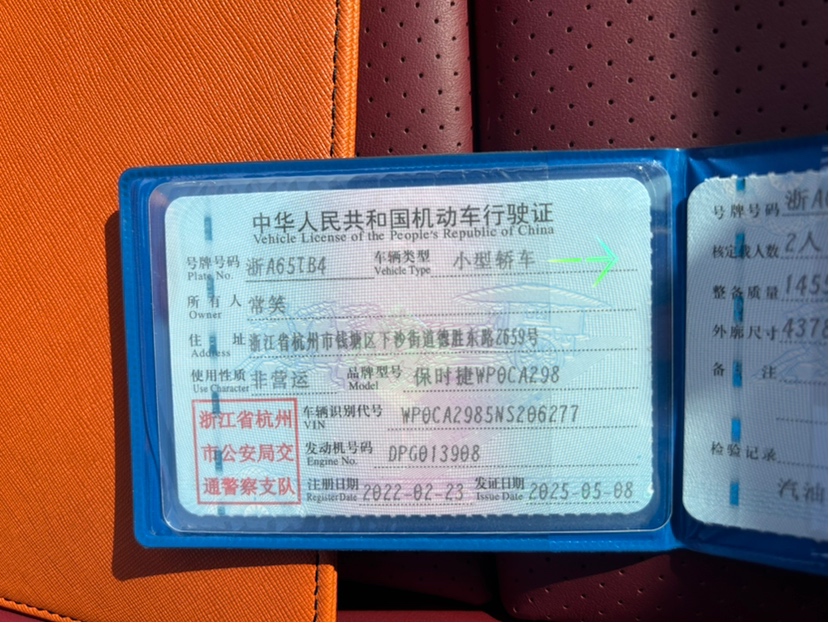 中华人民共和国机动车行驶证
Vehicle License of the People's Republic of China
号牌号码 浙A65TB4 车辆类型 小型轿车
Plate No. Vehicle Type
所有人 常笑
Owner
住址 浙江省杭州市钱塘区下沙街道德胜东路2559号
Address
使用性质 非营运 品牌型号 保时捷WP0CA298
Use Character Model
浙江省杭州
市公安局交
通警察支队
车辆识别代号 WP0CA2985NS206277
VIN
发动机号码 DPG013908
Engine No.
注册日期 2022-02-23 发证日期 2025-05-08
Register Date Issue Date
号牌号码 浙A6
核定载人数 2人
整备质量 1455
外廓尺寸 4378
备注
检验记录
汽油